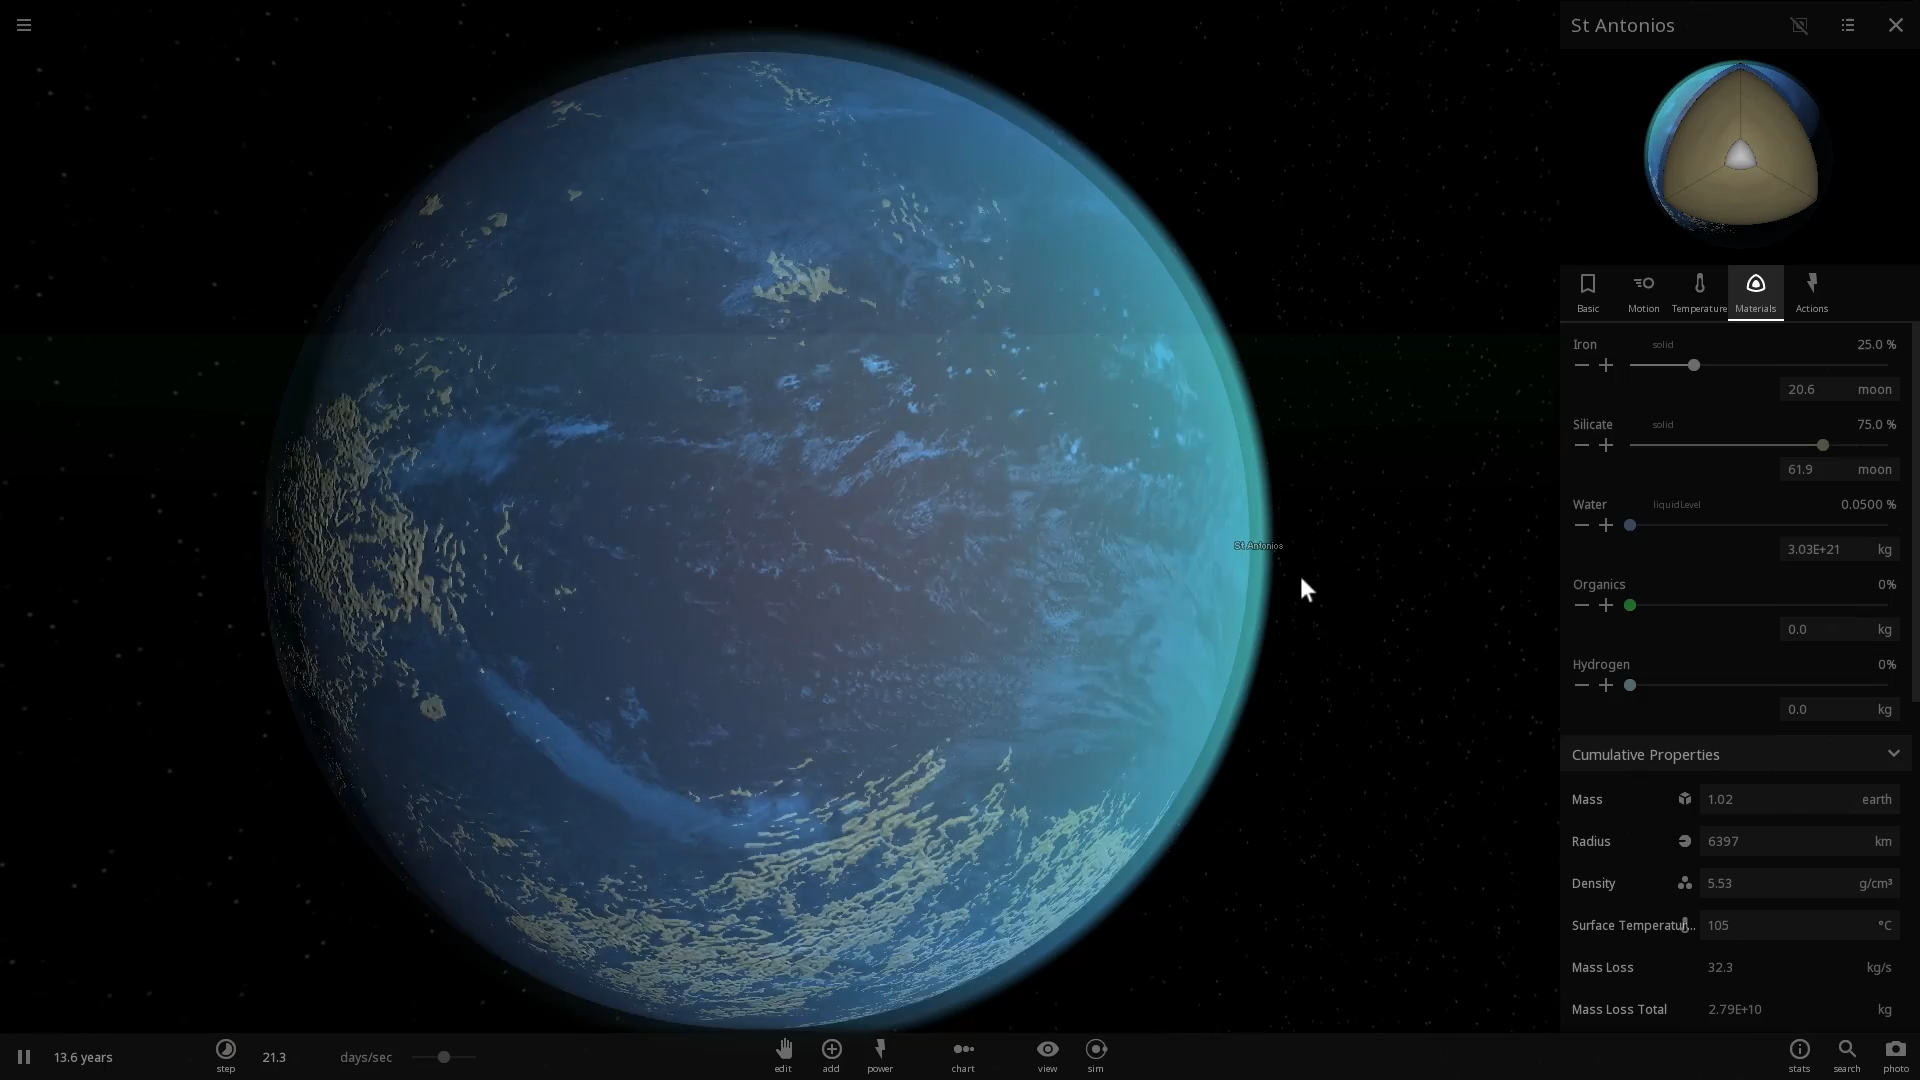 St Antonios
Basic Motion Temperature Materials Actions
Iron solid 25.0 %
20.6 moon
Silicate solid 75.0 %
61.9 moon
Water liquidLevel 0.0500 %
St Antonios
3.03E+21 kg
Organics 0%
0.0 kg
Hydrogen 0%
0.0 kg
Cumulative Properties
Mass 1.02 earth
Radius 6397 km
Density 5.53 g/cm³
Surface Temperatur... 105 °C
Mass Loss 32.3 kg/s
Mass Loss Total 2.79E+10 kg
13.6 years step 21.3 days/sec edit add power chart view sim stats search photo